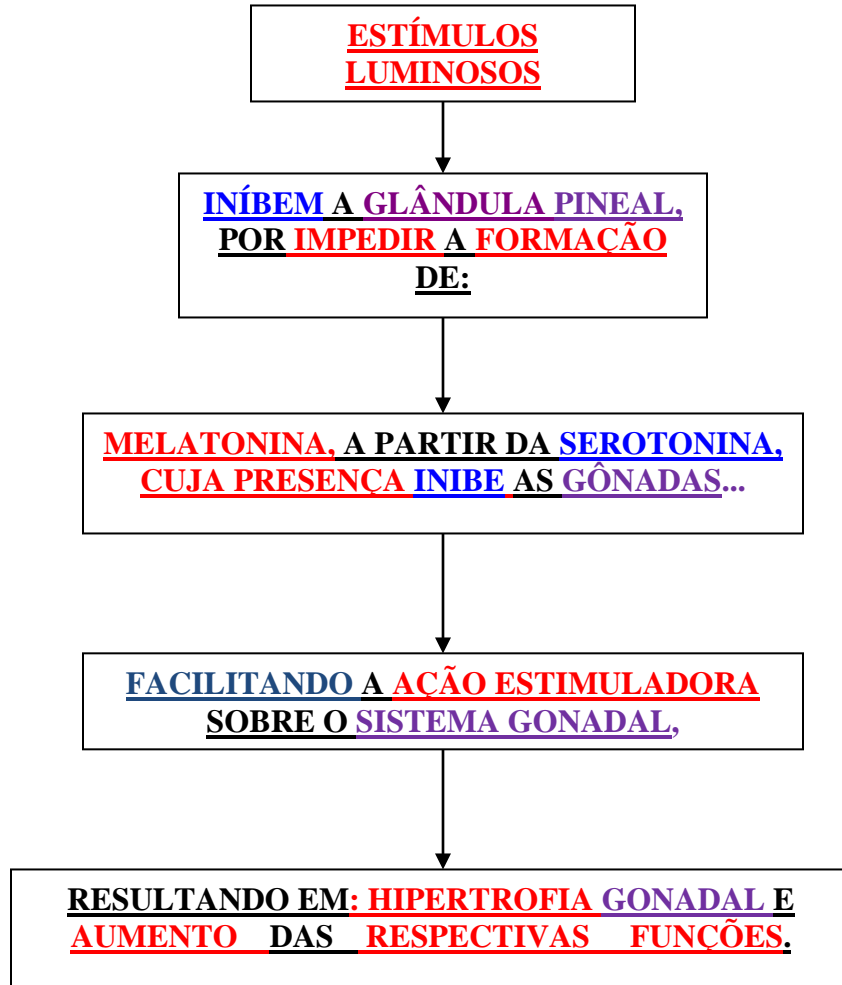 ESTÍMULOS
LUMINOSOS
INÍBEM A GLÂNDULA PINEAL,
POR IMPEDIR A FORMAÇÃO
DE:
MELATONINA, A PARTIR DA SEROTONINA,
CUJA PRESENÇA INIBE AS GÔNADAS...
FACILITANDO A AÇÃO ESTIMULADORA
SOBRE O SISTEMA GONADAL,
RESULTANDO EM: HIPERTROFIA GONADAL E
AUMENTO DAS RESPECTIVAS FUNÇÕES.